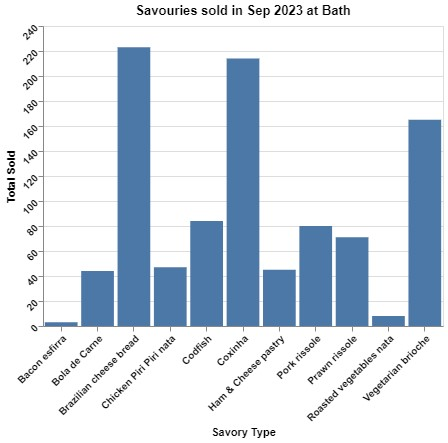 Savouries sold in Sep 2023 at Bath
240
220
200
180
160
140
120
100
80
60
40
20
0
Total Sold
Bacon esfirra
Bola de Carne
Brazilian cheese bread
Chicken Piri Piri nata
Codfish
Coxinha
Ham & Cheese pastry
Pork rissole
Prawn rissole
Roasted vegetables nata
Vegetarian brioche
Savory Type